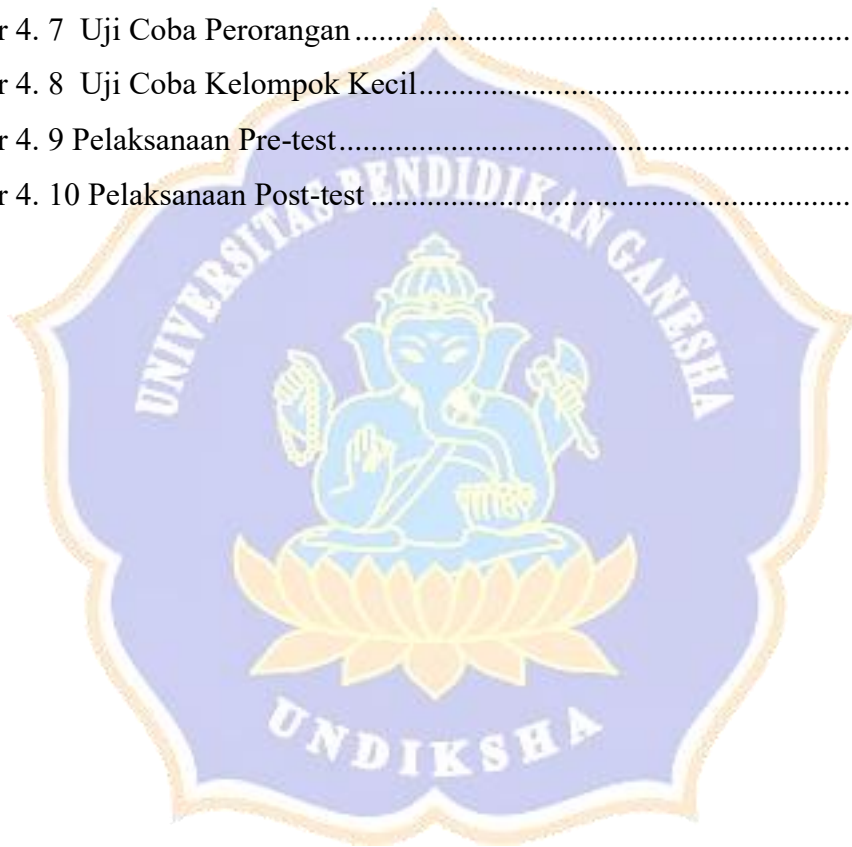 r 4. 7 Uji Coba Perorangan ................................................................
r 4. 8 Uji Coba Kelompok Kecil........................................................
r 4. 9 Pelaksanaan Pre-test..................................................................
r 4. 10 Pelaksanaan Post-test ..............................................................
UNIVERSITAS PENDIDIKAN GANESHA
UNDIKSHA